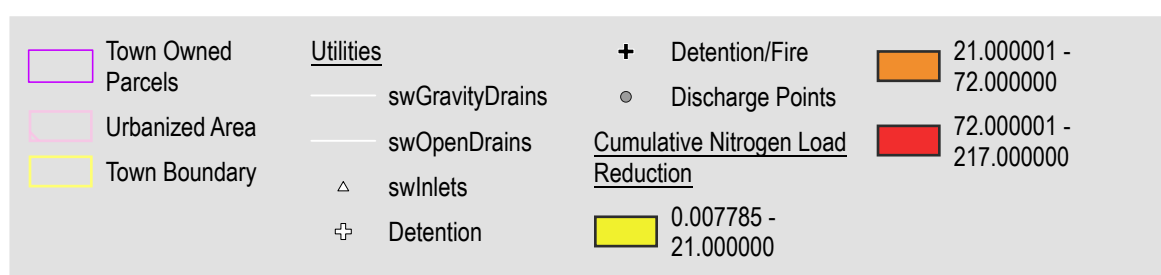 Town Owned
Parcels
Urbanized Area
Town Boundary
Utilities
swGravityDrains
swOpenDrains
swInlets
Detention
Detention/Fire
Discharge Points
Cumulative Nitrogen Load
Reduction
0.007785 -
21.000000
21.000001 -
72.000000
72.000001 -
217.000000